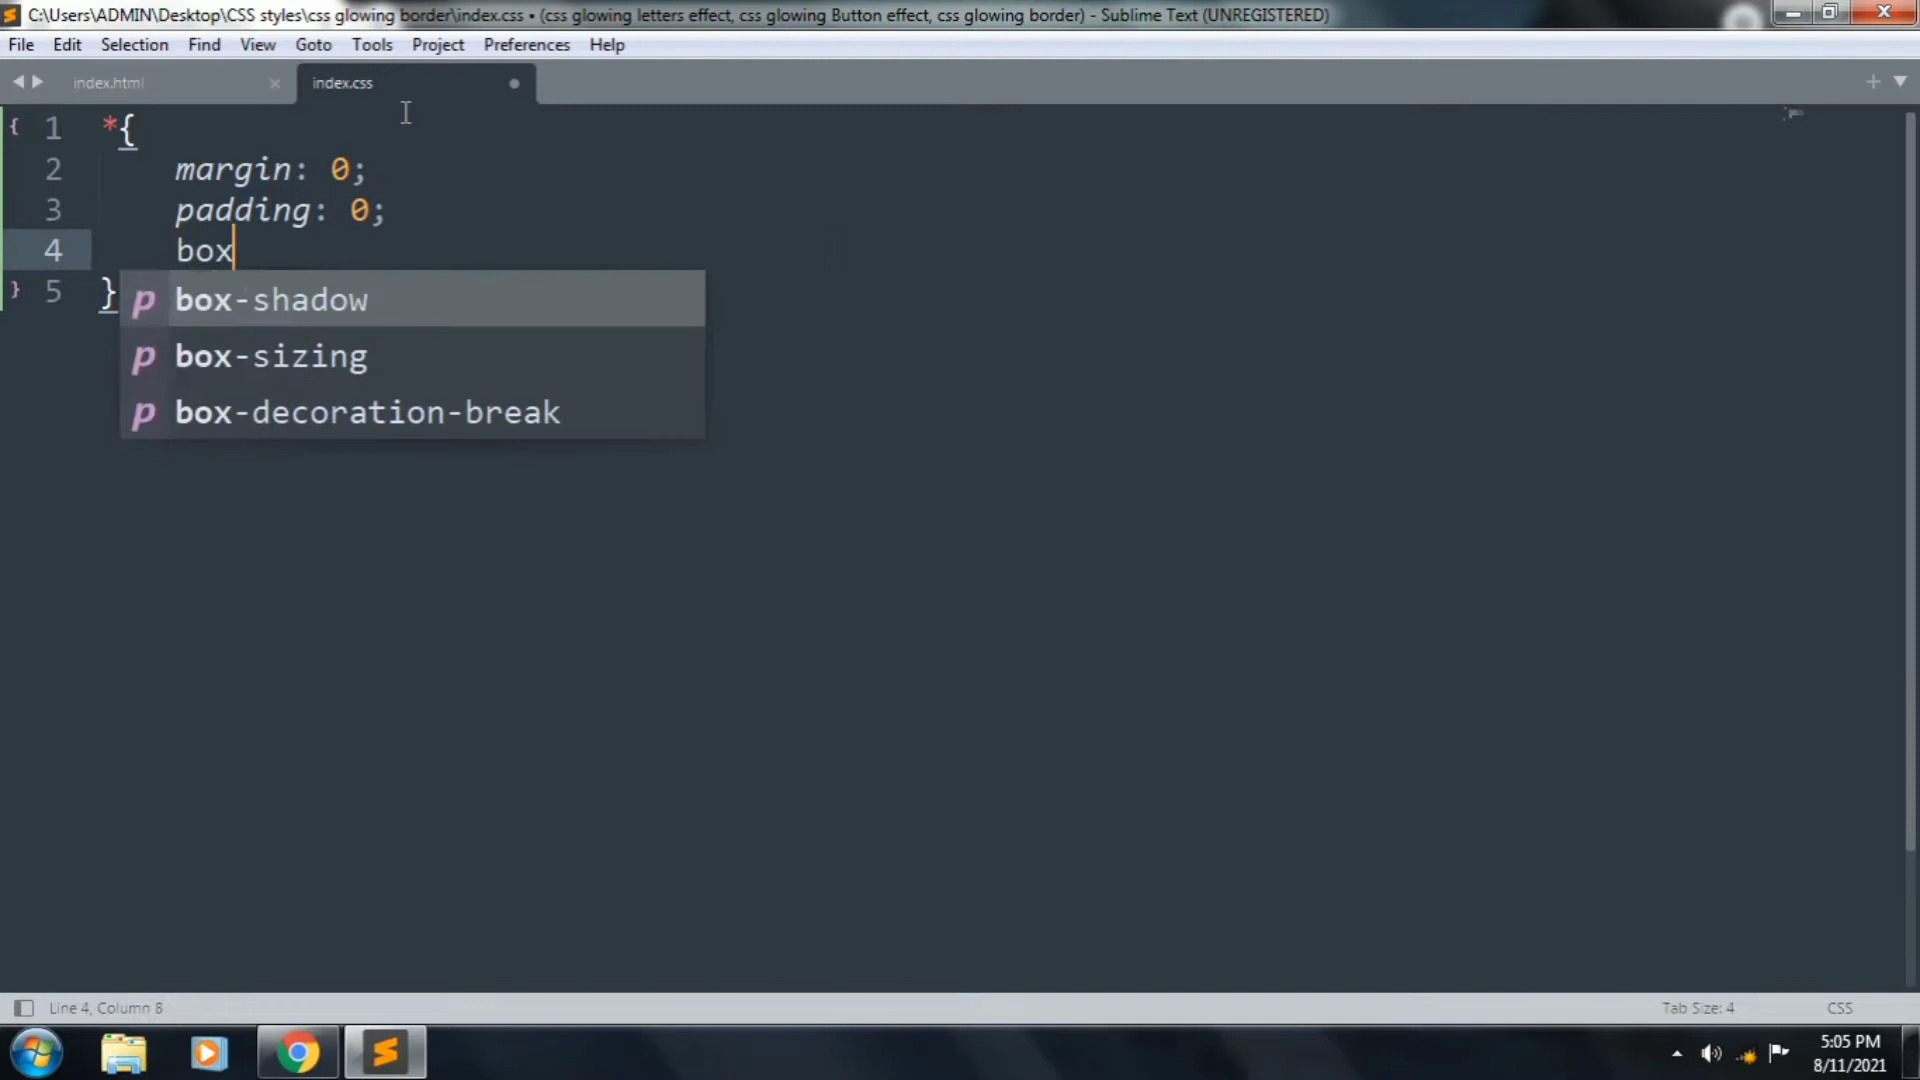 C:\Users\ADMIN\Desktop\CSS styles\css glowing border\index.css • (css glowing letters effect, css glowing Button effect, css glowing border) - Sublime Text (UNREGISTERED)
File Edit Selection Find View Goto Tools Project Preferences Help
index.html × index.css
{ 1 *{
2 margin: 0;
3 padding: 0;
4 box
} 5 }
p box-shadow
p box-sizing
p box-decoration-break
Line 4, Column 8 Tab Size: 4 CSS
5:05 PM
8/11/2021